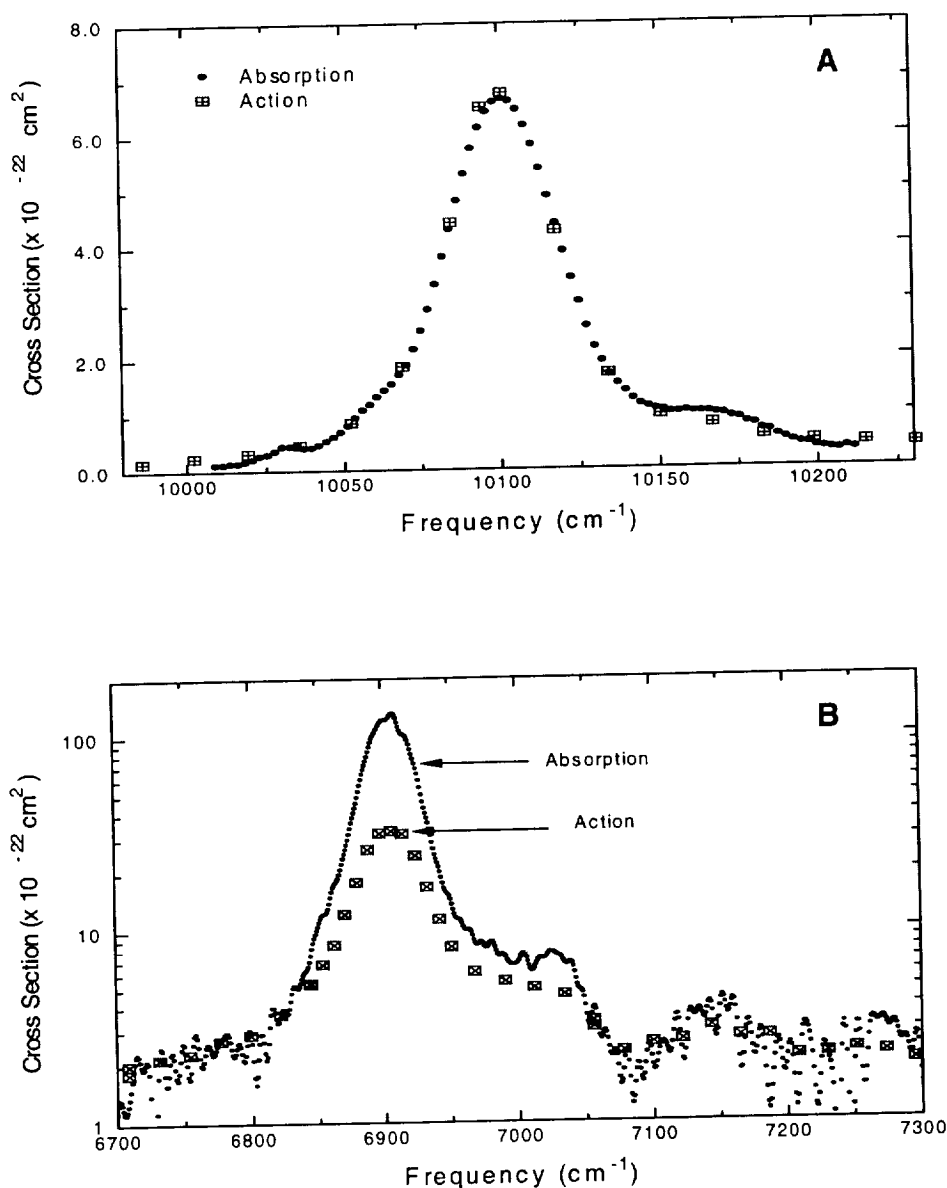 8.0
A
Absorption
Action
6.0
4.0
2.0
0.0
Cross Section (x 10 -22 cm2)
10000 10050 10100 10150 10200
Frequency (cm-1)
B
100
Absorption
Action
10
1
Cross Section (x 10 -22 cm2)
6700 6800 6900 7000 7100 7200 7300
Frequency (cm-1)